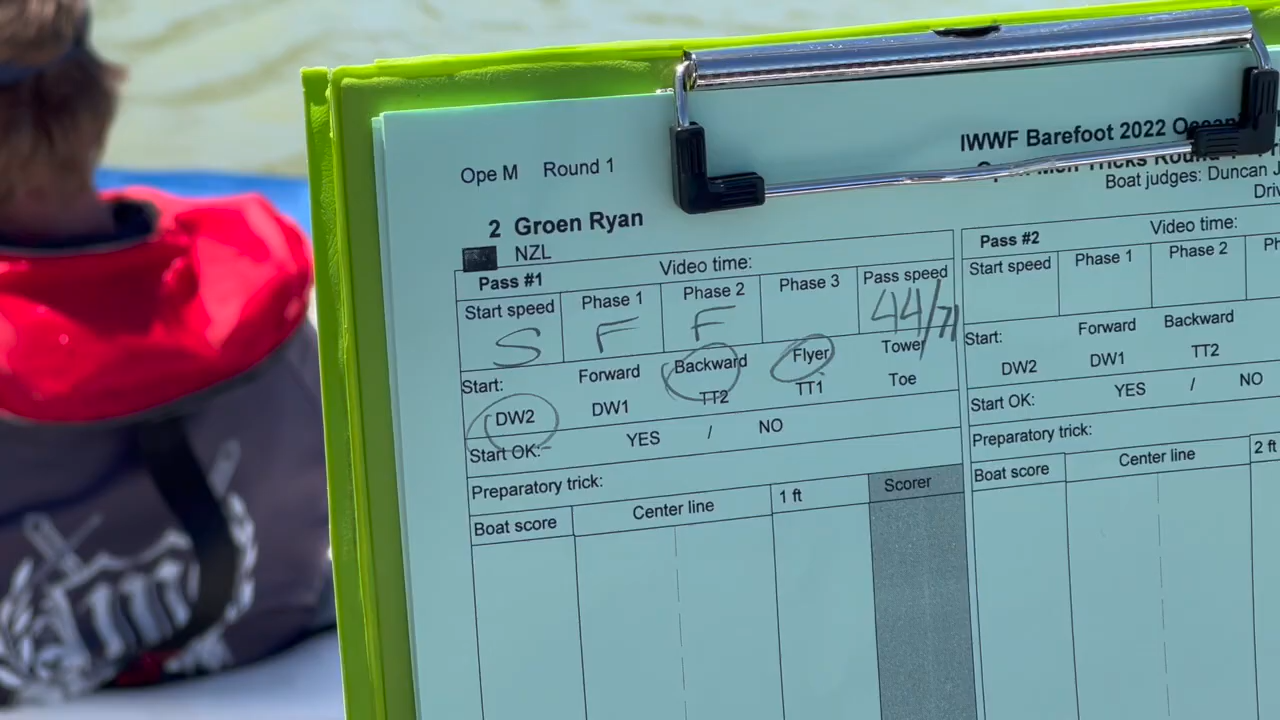 Ope M Round 1
IWWF Barefoot 2022
Tricks Round
Boat judges: Duncan J
2 Groen Ryan
NZL
Pass #1 Video time:
Start speed Phase 1 Phase 2 Phase 3 Pass speed
S F F 44/71
Start: Forward Backward Flyer Tower
DW2 DW1 TT2 TT1 Toe
Start OK: YES / NO
Preparatory trick:
Boat score Center line 1 ft Scorer
Pass #2 Video time:
Start speed Phase 1 Phase 2
Start: Forward Backward
DW2 DW1 TT2
Start OK: YES / NO
Preparatory trick:
Boat score Center line 2 ft